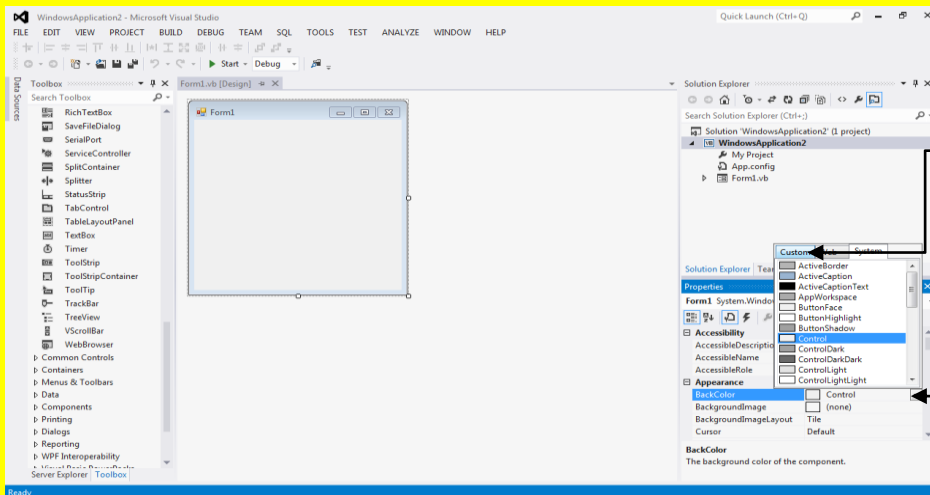 WindowsApplication2 - Microsoft Visual Studio
Quick Launch (Ctrl+Q)
FILE EDIT VIEW PROJECT BUILD DEBUG TEAM SQL TOOLS TEST ANALYZE WINDOW HELP
Start Debug
Data Sources
Toolbox
Search Toolbox
RichTextBox
SaveFileDialog
SerialPort
ServiceController
SplitContainer
Splitter
StatusStrip
TabControl
TableLayoutPanel
TextBox
Timer
ToolStrip
ToolStripContainer
ToolTip
TrackBar
TreeView
VScrollBar
WebBrowser
Common Controls
Containers
Menus & Toolbars
Data
Components
Printing
Dialogs
Reporting
WPF Interoperability
Server Explorer Toolbox
Form1.vb [Design]
Form1
Solution Explorer
Search Solution Explorer (Ctrl+;)
Solution 'WindowsApplication2' (1 project)
WindowsApplication2
My Project
App.config
Form1.vb
System
ActiveBorder
ActiveCaption
ActiveCaptionText
AppWorkspace
ButtonFace
ButtonHighlight
ButtonShadow
Control
ControlDark
ControlDarkDark
ControlLight
ControlLightLight
Solution Explorer
Properties
Form1
Accessibility
AccessibleName
AccessibleRole
Appearance
BackColor Control
BackgroundImage (none)
BackgroundImageLayout Tile
Cursor Default
BackColor
The background color of the component.
Ready